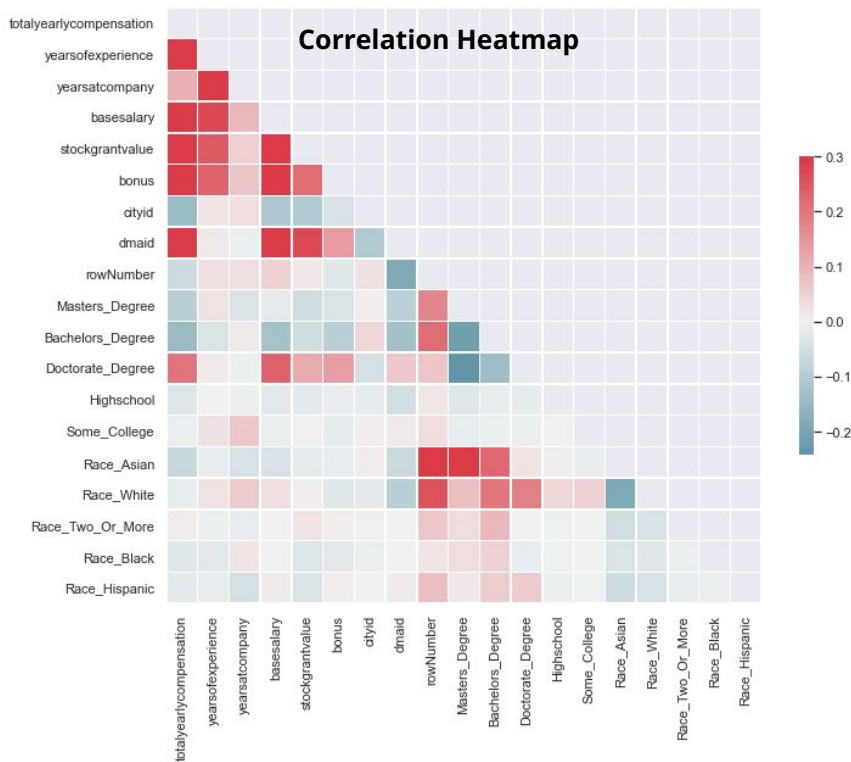 Correlation Heatmap
totalyearlycompensation
yearsofexperience
yearsatcompany
basesalary
stockgrantvalue
bonus
cityid
dmaid
rowNumber
Masters_Degree
Bachelors_Degree
Doctorate_Degree
Highschool
Some_College
Race_Asian
Race_White
Race_Two_Or_More
Race_Black
Race_Hispanic
0.3
0.2
0.1
0.0
−0.1
−0.2
totalyearlycompensation
yearsofexperience
yearsatcompany
basesalary
stockgrantvalue
bonus
cityid
dmaid
rowNumber
Masters_Degree
Bachelors_Degree
Doctorate_Degree
Highschool
Some_College
Race_Asian
Race_White
Race_Two_Or_More
Race_Black
Race_Hispanic